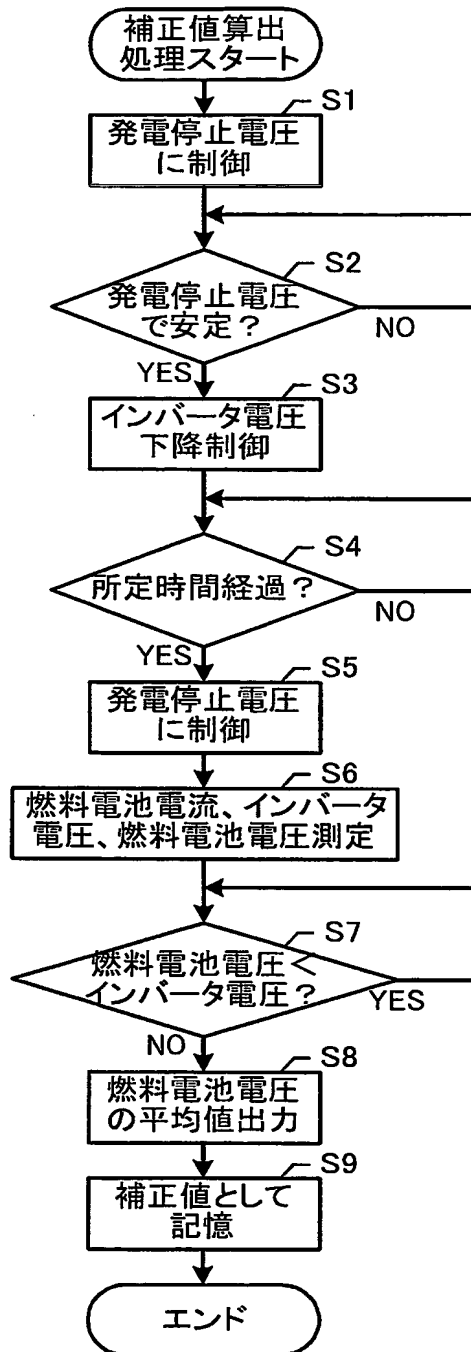 補正値算出
処理スタート
S1
発電停止電圧
に制御
S2
発電停止電圧
で安定？
NO
YES
S3
インバータ電圧
下降制御
S4
所定時間経過？
NO
YES
S5
発電停止電圧
に制御
S6
燃料電池電流、インバータ
電圧、燃料電池電圧測定
S7
燃料電池電圧<
インバータ電圧？
YES
NO
S8
燃料電池電圧
の平均値出力
S9
補正値として
記憶
エンド